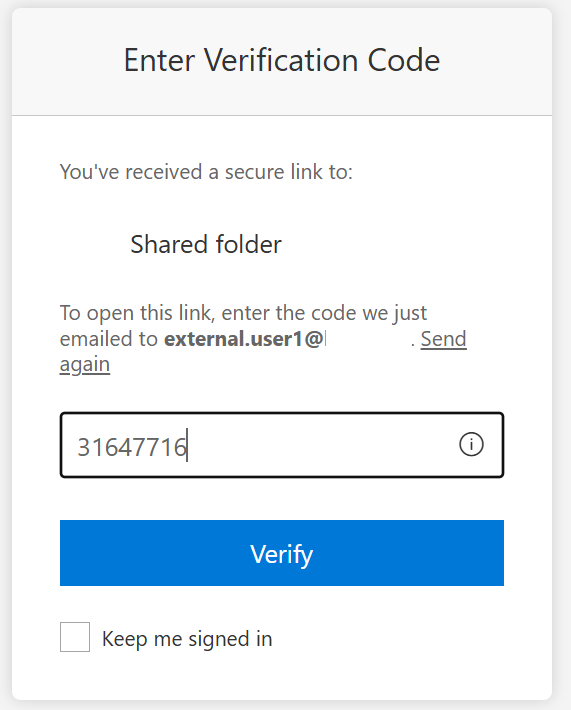 Enter Verification Code
You've received a secure link to:
Shared folder
To open this link, enter the code we just
emailed to external.user1@ . Send
again
31647716
Verify
Keep me signed in